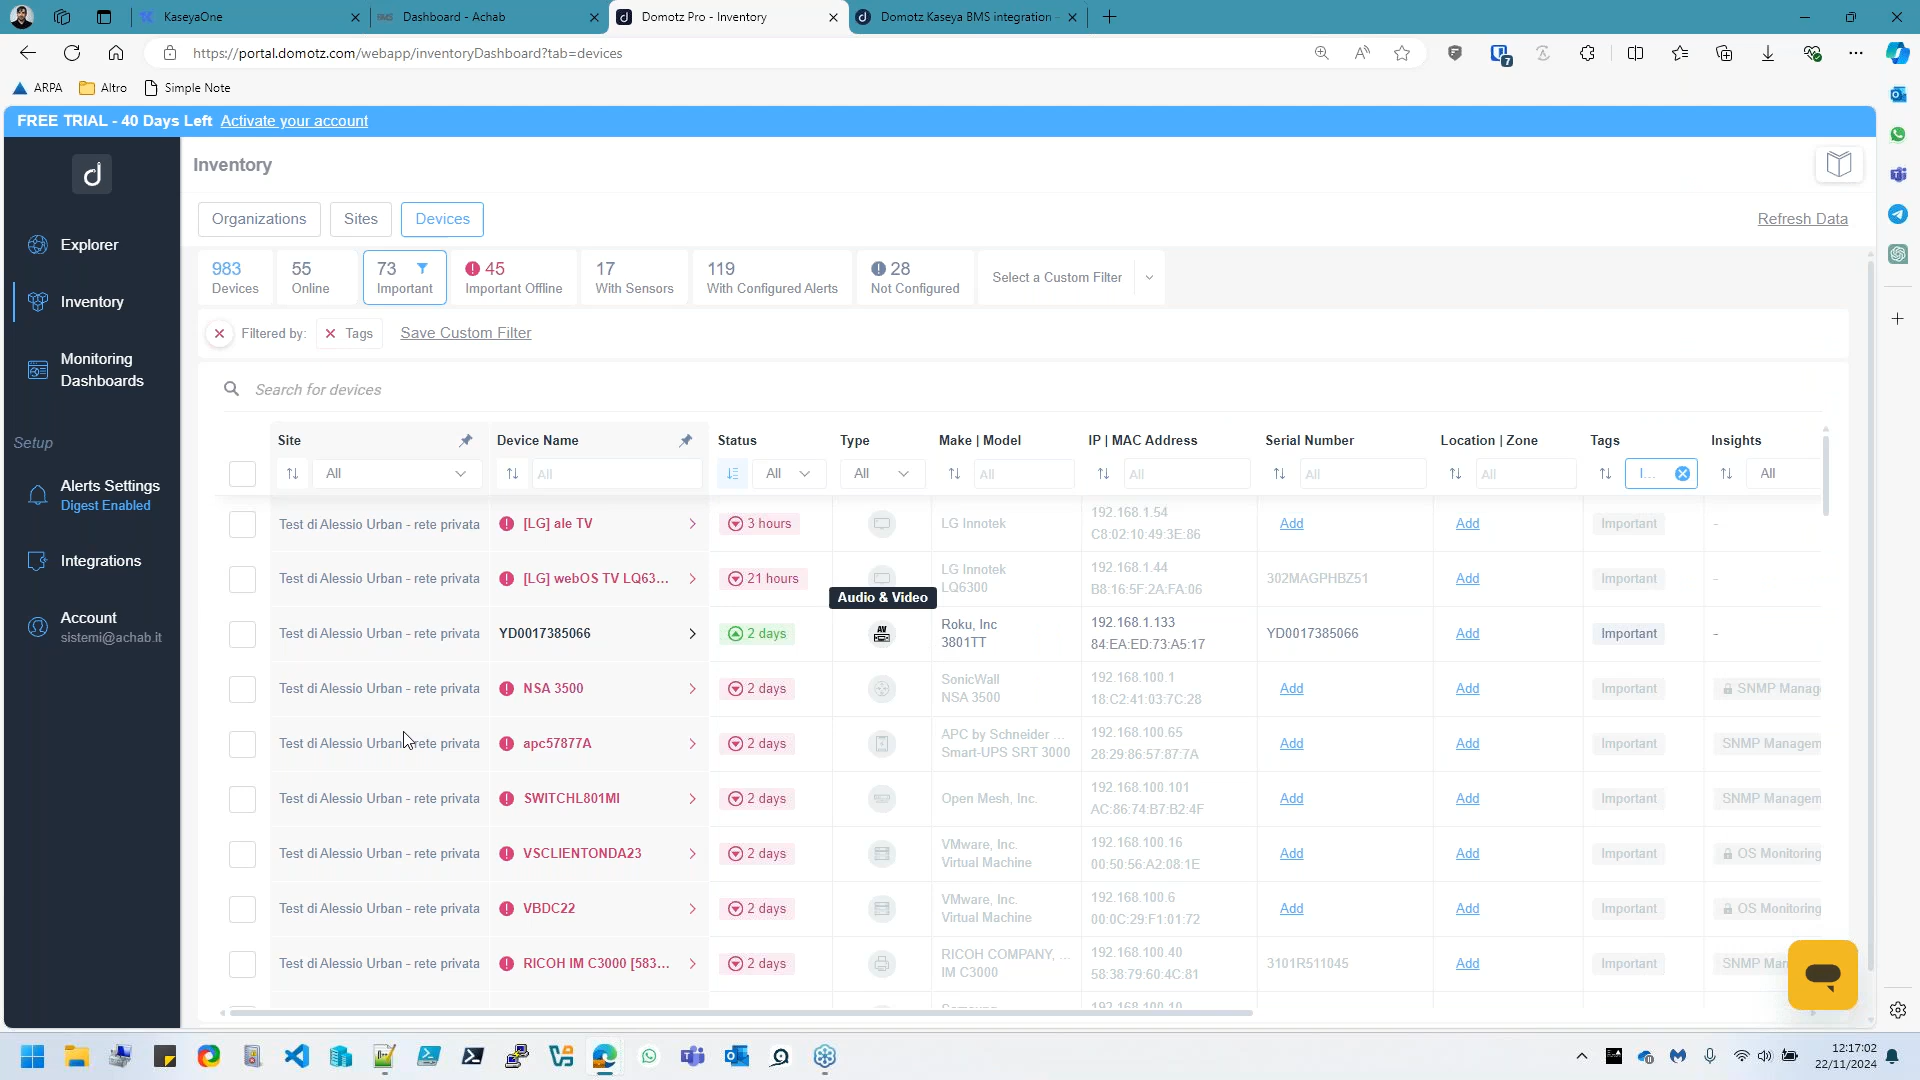 KaseyaOne
Dashboard - Achab
Domotz Pro - Inventory
Domotz Kaseya BMS integration -
https://portal.domotz.com/webapp/inventoryDashboard?tab=devices
7
ARPA
Altro
Simple Note
FREE TRIAL - 40 Days Left Activate your account
Inventory
Organizations
Sites
Devices
Refresh Data
Explorer
Inventory
Monitoring
Dashboards
Setup
Alerts Settings
Digest Enabled
Integrations
Account
sistemi@achab.it
983
Devices
55
Online
73
Important
45
Important Offline
17
With Sensors
119
With Configured Alerts
28
Not Configured
Select a Custom Filter
Filtered by: Tags Save Custom Filter
Search for devices
Site Device Name Status Type Make | Model IP | MAC Address Serial Number Location | Zone Tags Insights
All All All All All All All All I... All
Test di Alessio Urban - rete privata [LG] ale TV 3 hours LG Innotek 192.168.1.54 Add Add Important -
C8:02:10:49:3E:86
Test di Alessio Urban - rete privata [LG] webOS TV LQ63... 21 hours LG Innotek 192.168.1.44 302MAGPHBZ51 Add Important -
LQ6300 B8:16:5F:2A:FA:06
Audio & Video
Test di Alessio Urban - rete privata YD0017385066 2 days AV Roku, Inc 192.168.1.133 YD0017385066 Add Important -
3801TT 84:EA:ED:73:A5:17
Test di Alessio Urban - rete privata NSA 3500 2 days SonicWall 192.168.100.1 Add Add Important SNMP Manag
NSA 3500 18:C2:41:03:7C:28
Test di Alessio Urban - rete privata apc57877A 2 days APC by Schneider ... 192.168.100.65 Add Add Important SNMP Managem
Smart-UPS SRT 3000 28:29:86:57:87:7A
Test di Alessio Urban - rete privata SWITCHL801MI 2 days Open Mesh, Inc. 192.168.100.101 Add Add Important SNMP Managem
AC:86:74:B7:B2:4F
Test di Alessio Urban - rete privata VSCLIENTONDA23 2 days VMware, Inc. 192.168.100.16 Add Add Important OS Monitoring
Virtual Machine 00:50:56:A2:08:1E
Test di Alessio Urban - rete privata VBDC22 2 days VMware, Inc. 192.168.100.6 Add Add Important OS Monitoring
Virtual Machine 00:0C:29:F1:01:72
Test di Alessio Urban - rete privata RICOH IM C3000 [583... 2 days RICOH COMPANY, ... 192.168.100.40 3101R511045 Add Important SNMP Man
IM C3000 58:38:79:60:4C:81
192.168.100.10
12:17:02
22/11/2024